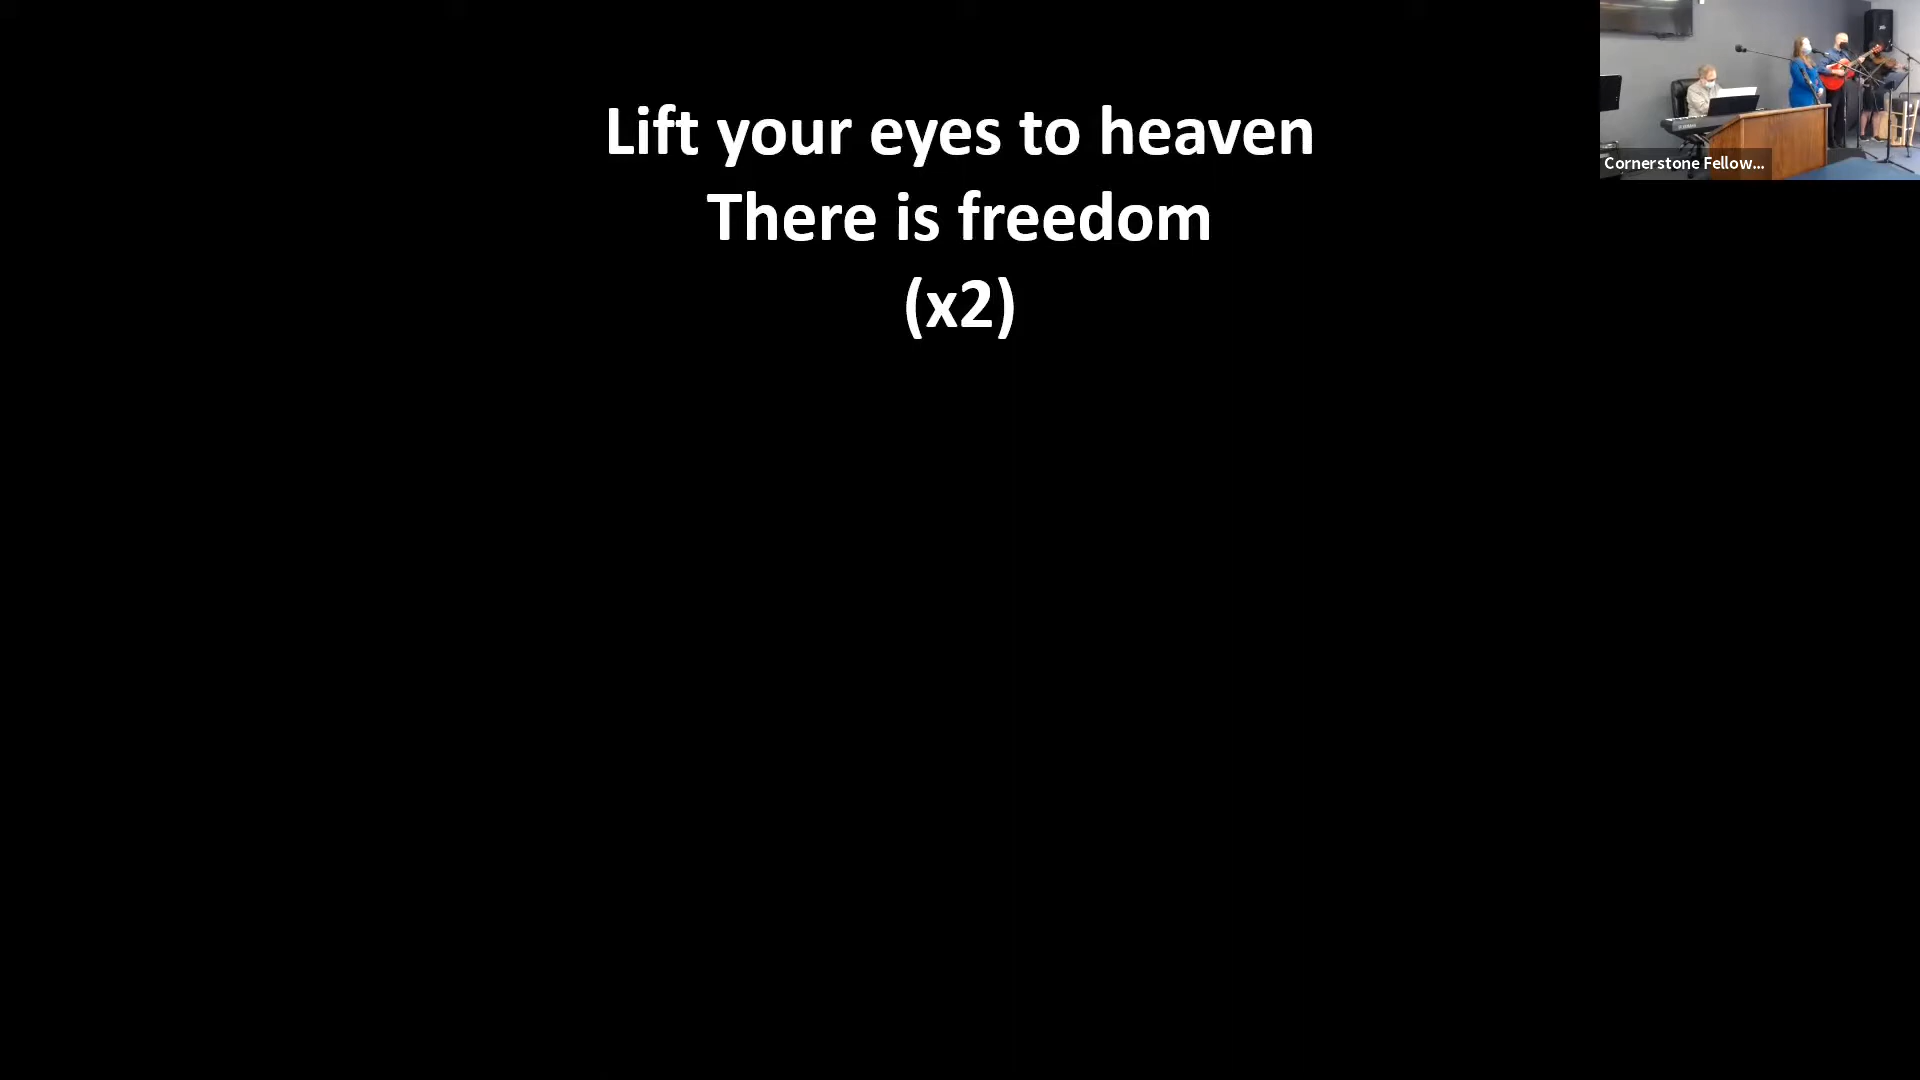 Lift your eyes to heaven
There is freedom
(x2)
Cornerstone Fellow...